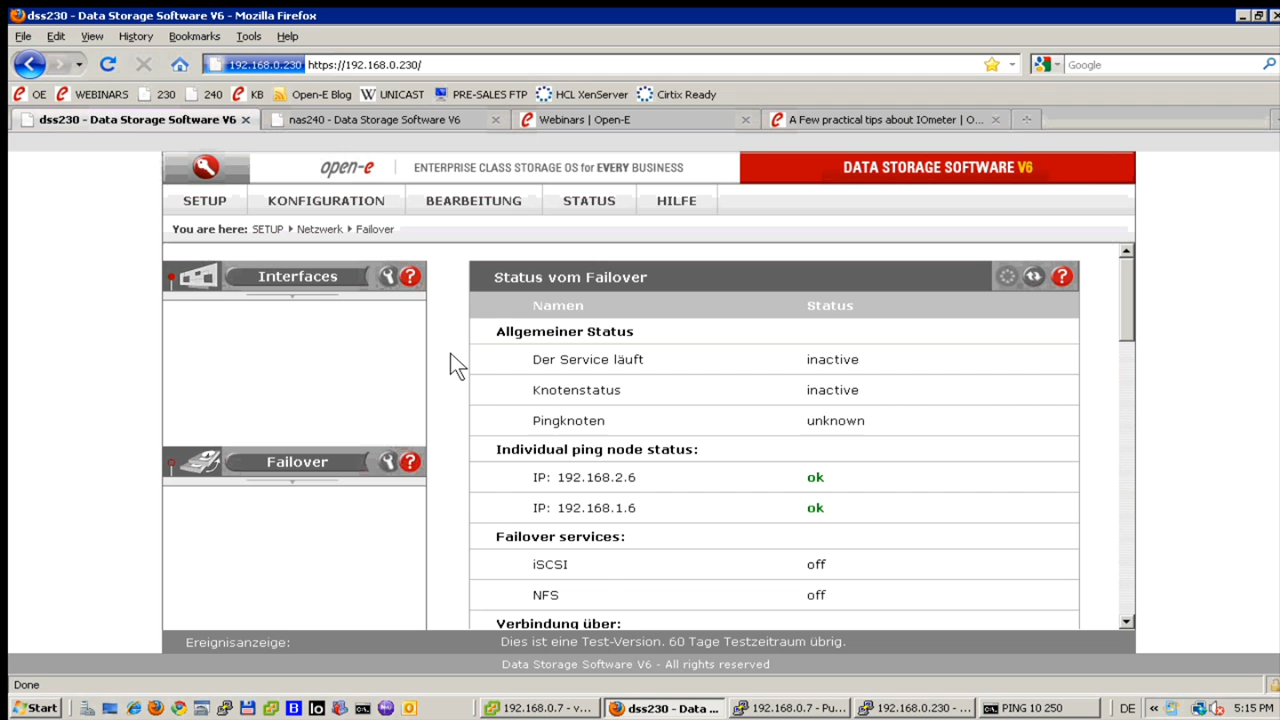 dss230 - Data Storage Software V6 - Mozilla Firefox
File Edit View History Bookmarks Tools Help
192.168.0.230 https://192.168.0.230/ Google
OE WEBINARS 230 240 KB Open-E Blog UNICAST PRE-SALES FTP HCL XenServer Cirtix Ready
dss230 - Data Storage Software V6 nas240 - Data Storage Software V6 Webinars | Open-E A Few practical tips about IOmeter | O...
open-e ENTERPRISE CLASS STORAGE OS for EVERY BUSINESS DATA STORAGE SOFTWARE V6
SETUP KONFIGURATION BEARBEITUNG STATUS HILFE
You are here: SETUP Netzwerk Failover
Interfaces
Failover
Status vom Failover
Namen Status
Allgemeiner Status
Der Service läuft inactive
Knotenstatus inactive
Pingknoten unknown
Individual ping node status:
IP: 192.168.2.6 ok
IP: 192.168.1.6 ok
Failover services:
iSCSI off
NFS off
Verbindung über:
Ereignisanzeige: Dies ist eine Test-Version. 60 Tage Testzeitraum übrig.
Data Storage Software V6 - All rights reserved
Done
Start 192.168.0.7 - v... dss230 - Data ... 192.168.0.7 - Pu... 192.168.0.230 - ... PING 10 250 DE 5:15 PM